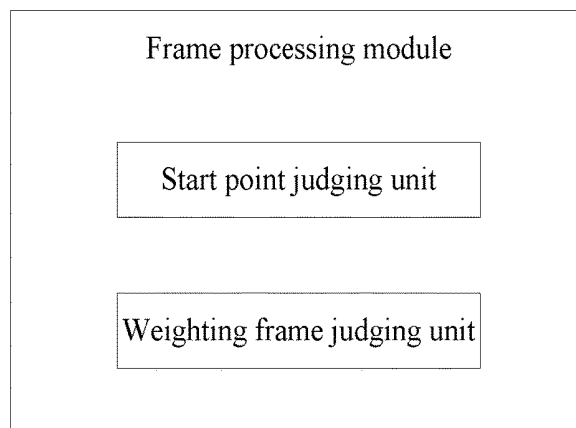 Frame processing module
Start point judging unit
Weighting frame judging unit